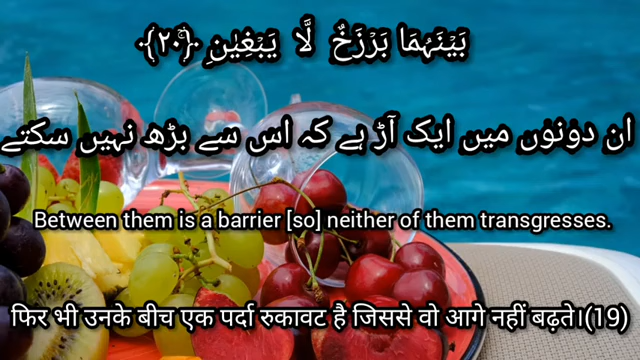 بَيْنَهُمَا بَرْزَخٌ لَّا يَبْغِيٰنِ ۚ﴿۲۰﴾
ان دونوں میں ایک آڑ ہے کہ اس سے بڑھ نہیں سکتے
Between them is a barrier [so] neither of them transgresses.
फिर भी उनके बीच एक पर्दा रुकावट है जिससे वो आगे नहीं बढ़ते।(19)